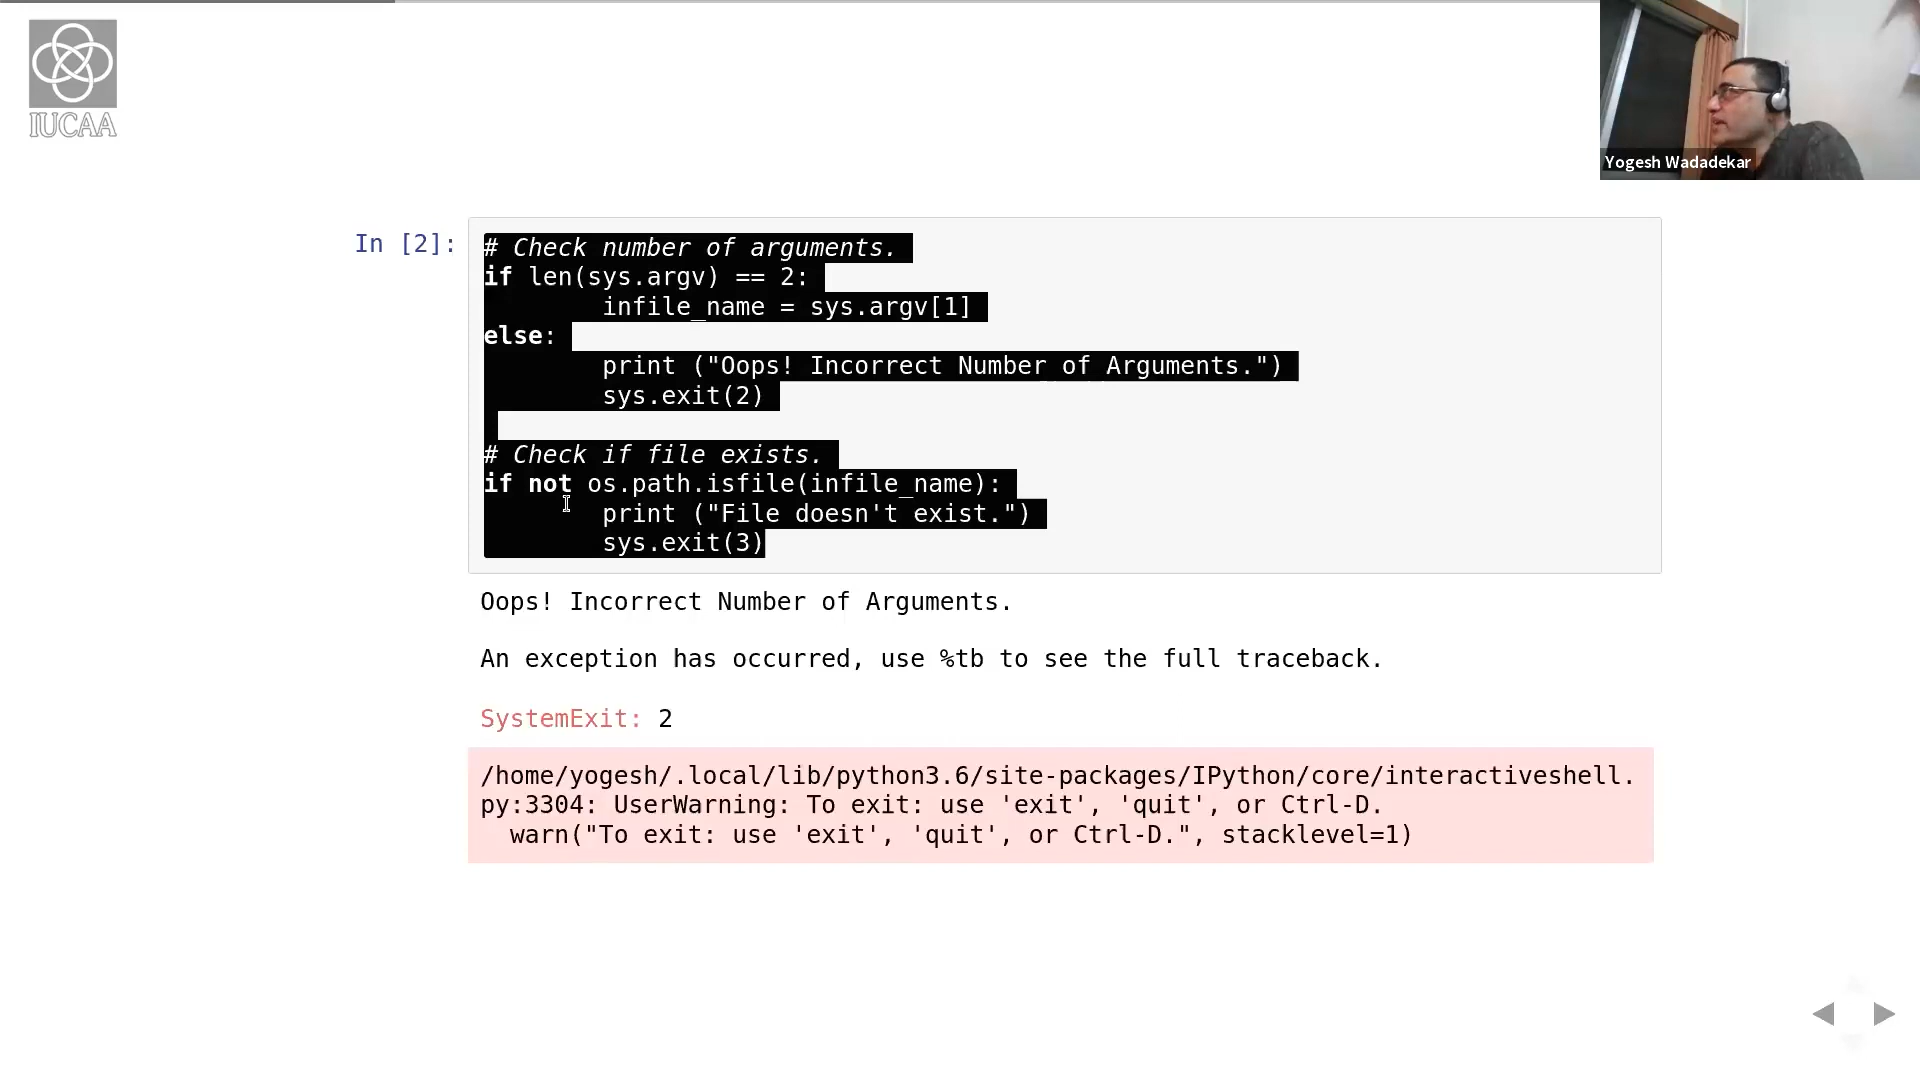 IUCAA
Yogesh Wadadekar
In [2]:
# Check number of arguments.
if len(sys.argv) == 2:
        infile_name = sys.argv[1]
else:
        print ("Oops! Incorrect Number of Arguments.")
        sys.exit(2)
# Check if file exists.
if not os.path.isfile(infile_name):
        print ("File doesn't exist.")
        sys.exit(3)
Oops! Incorrect Number of Arguments.
An exception has occurred, use %tb to see the full traceback.
SystemExit: 2
/home/yogesh/.local/lib/python3.6/site-packages/IPython/core/interactiveshell.
py:3304: UserWarning: To exit: use 'exit', 'quit', or Ctrl-D.
  warn("To exit: use 'exit', 'quit', or Ctrl-D.", stacklevel=1)